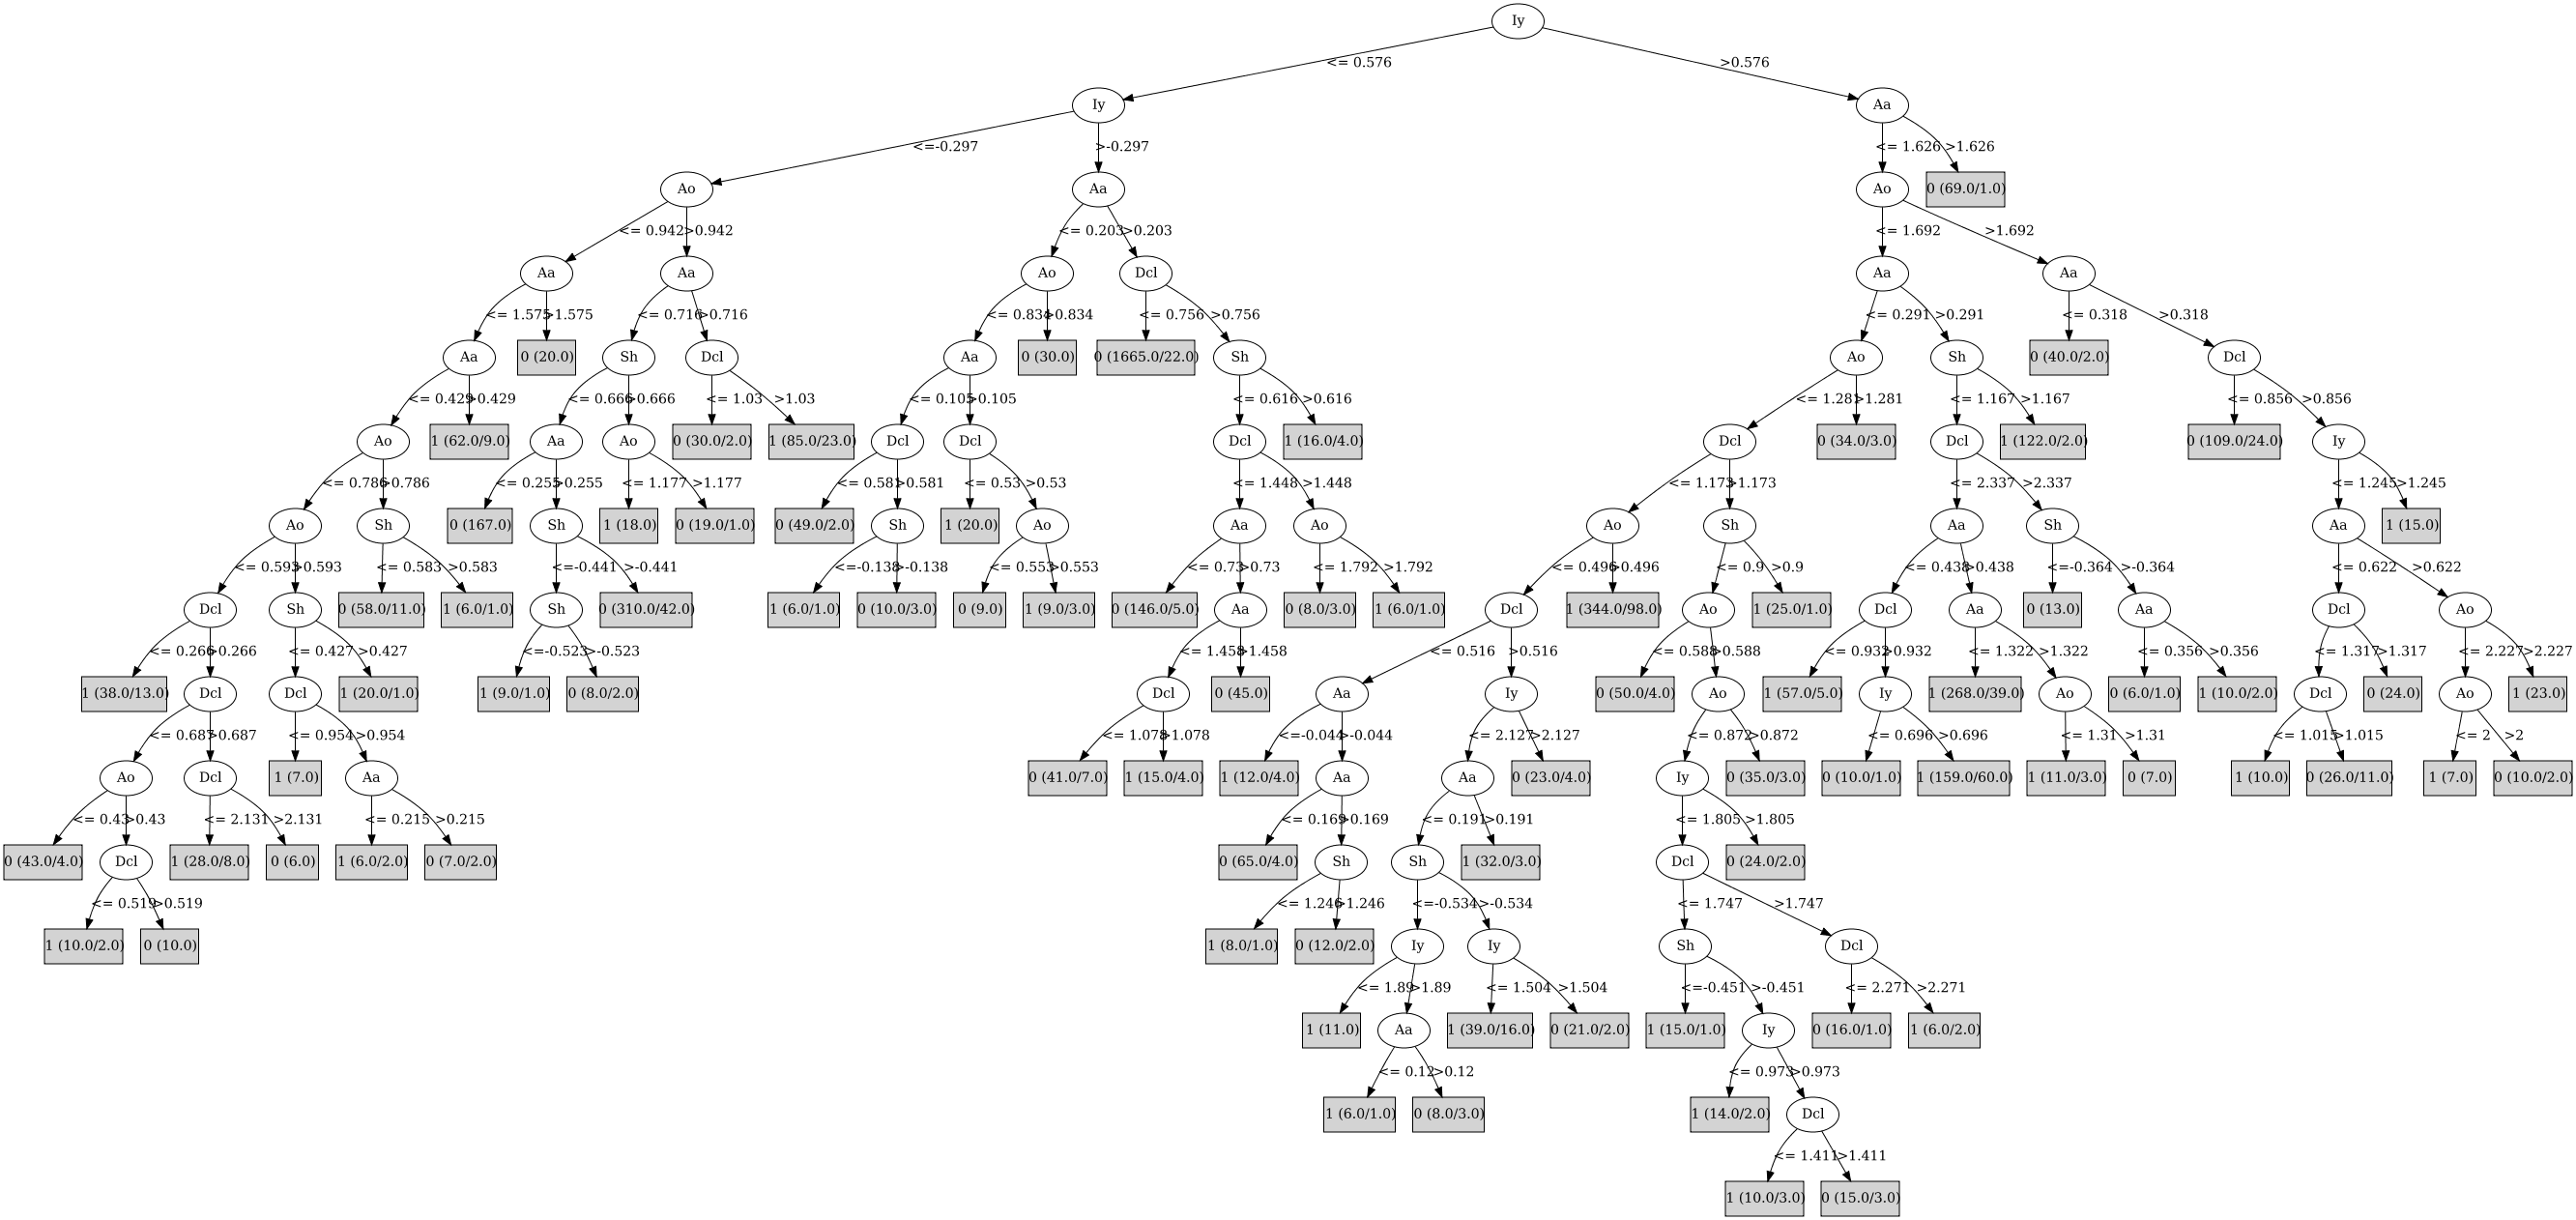 Iy
<= 0.576 >0.576
Iy Aa
<=-0.297 >-0.297 <= 1.626 >1.626
Ao Aa Ao 0 (69.0/1.0)
<= 0.942 >0.942 <= 0.203 >0.203 <= 1.692 >1.692
Aa Aa Ao Dcl Aa Aa
<= 1.575 >1.575 <= 0.716 >0.716 <= 0.834 >0.834 <= 0.756 >0.756 <= 0.291 >0.291 <= 0.318 >0.318
Aa 0 (20.0) Sh Dcl Aa 0 (30.0) 0 (1665.0/22.0) Sh Ao Sh 0 (40.0/2.0) Dcl
<= 0.429 >0.429 <= 0.666 >0.666 <= 1.03 >1.03 <= 0.105 >0.105 <= 0.616 >0.616 <= 1.281 >1.281 <= 1.167 >1.167 <= 0.856 >0.856
Ao 1 (62.0/9.0) Aa Ao 0 (30.0/2.0) 1 (85.0/23.0) Dcl Dcl Dcl 1 (16.0/4.0) Dcl 0 (34.0/3.0) Dcl 1 (122.0/2.0) 0 (109.0/24.0) Iy
<= 0.786 >0.786 <= 0.255 >0.255 <= 1.177 >1.177 <= 0.581 >0.581 <= 0.53 >0.53 <= 1.448 >1.448 <= 1.173 >1.173 <= 2.337 >2.337 <= 1.245 >1.245
Ao Sh 0 (167.0) Sh 1 (18.0) 0 (19.0/1.0) 0 (49.0/2.0) Sh 1 (20.0) Ao Aa Ao Ao Sh Aa Sh Aa 1 (15.0)
<= 0.593 >0.593 <= 0.583 >0.583 <=-0.441 >-0.441 <=-0.138 >-0.138 <= 0.553 >0.553 <= 0.73 >0.73 <= 1.792 >1.792 <= 0.496 >0.496 <= 0.9 >0.9 <= 0.438 >0.438 <=-0.364 >-0.364 <= 0.622 >0.622
Dcl Sh 0 (58.0/11.0) 1 (6.0/1.0) Sh 0 (310.0/42.0) 1 (6.0/1.0) 0 (10.0/3.0) 0 (9.0) 1 (9.0/3.0) 0 (146.0/5.0) Aa 0 (8.0/3.0) 1 (6.0/1.0) Dcl 1 (344.0/98.0) Ao 1 (25.0/1.0) Dcl Aa 0 (13.0) Aa Dcl Ao
<= 0.266 >0.266 <= 0.427 >0.427 <=-0.523 >-0.523 <= 1.458 >1.458 <= 0.516 >0.516 <= 0.588 >0.588 <= 0.932 >0.932 <= 1.322 >1.322 <= 0.356 >0.356 <= 1.317 >1.317 <= 2.227 >2.227
1 (38.0/13.0) Dcl Dcl 1 (20.0/1.0) 1 (9.0/1.0) 0 (8.0/2.0) Dcl 0 (45.0) Aa Iy 0 (50.0/4.0) Ao 1 (57.0/5.0) Iy 1 (268.0/39.0) Ao 0 (6.0/1.0) 1 (10.0/2.0) Dcl 0 (24.0) Ao 1 (23.0)
<= 0.687 >0.687 <= 0.954 >0.954 <= 1.078 >1.078 <=-0.044 >-0.044 <= 2.127 >2.127 <= 0.872 >0.872 <= 0.696 >0.696 <= 1.31 >1.31 <= 1.015 >1.015 <= 2 >2
Ao Dcl 1 (7.0) Aa 0 (41.0/7.0) 1 (15.0/4.0) 1 (12.0/4.0) Aa Aa 0 (23.0/4.0) Iy 0 (35.0/3.0) 0 (10.0/1.0) 1 (159.0/60.0) 1 (11.0/3.0) 0 (7.0) 1 (10.0) 0 (26.0/11.0) 1 (7.0) 0 (10.0/2.0)
<= 0.43 >0.43 <= 2.131 >2.131 <= 0.215 >0.215 <= 0.169 >0.169 <= 0.191 >0.191 <= 1.805 >1.805
0 (43.0/4.0) Dcl 1 (28.0/8.0) 0 (6.0) 1 (6.0/2.0) 0 (7.0/2.0) 0 (65.0/4.0) Sh Sh 1 (32.0/3.0) Dcl 0 (24.0/2.0)
<= 0.519 >0.519 <= 1.246 >1.246 <=-0.534 >-0.534 <= 1.747 >1.747
1 (10.0/2.0) 0 (10.0) 1 (8.0/1.0) 0 (12.0/2.0) Iy Iy Sh Dcl
<= 1.89 >1.89 <= 1.504 >1.504 <=-0.451 >-0.451 <= 2.271 >2.271
1 (11.0) Aa 1 (39.0/16.0) 0 (21.0/2.0) 1 (15.0/1.0) Iy 0 (16.0/1.0) 1 (6.0/2.0)
<= 0.12 >0.12 <= 0.973 >0.973
1 (6.0/1.0) 0 (8.0/3.0) 1 (14.0/2.0) Dcl
<= 1.411 >1.411
1 (10.0/3.0) 0 (15.0/3.0)